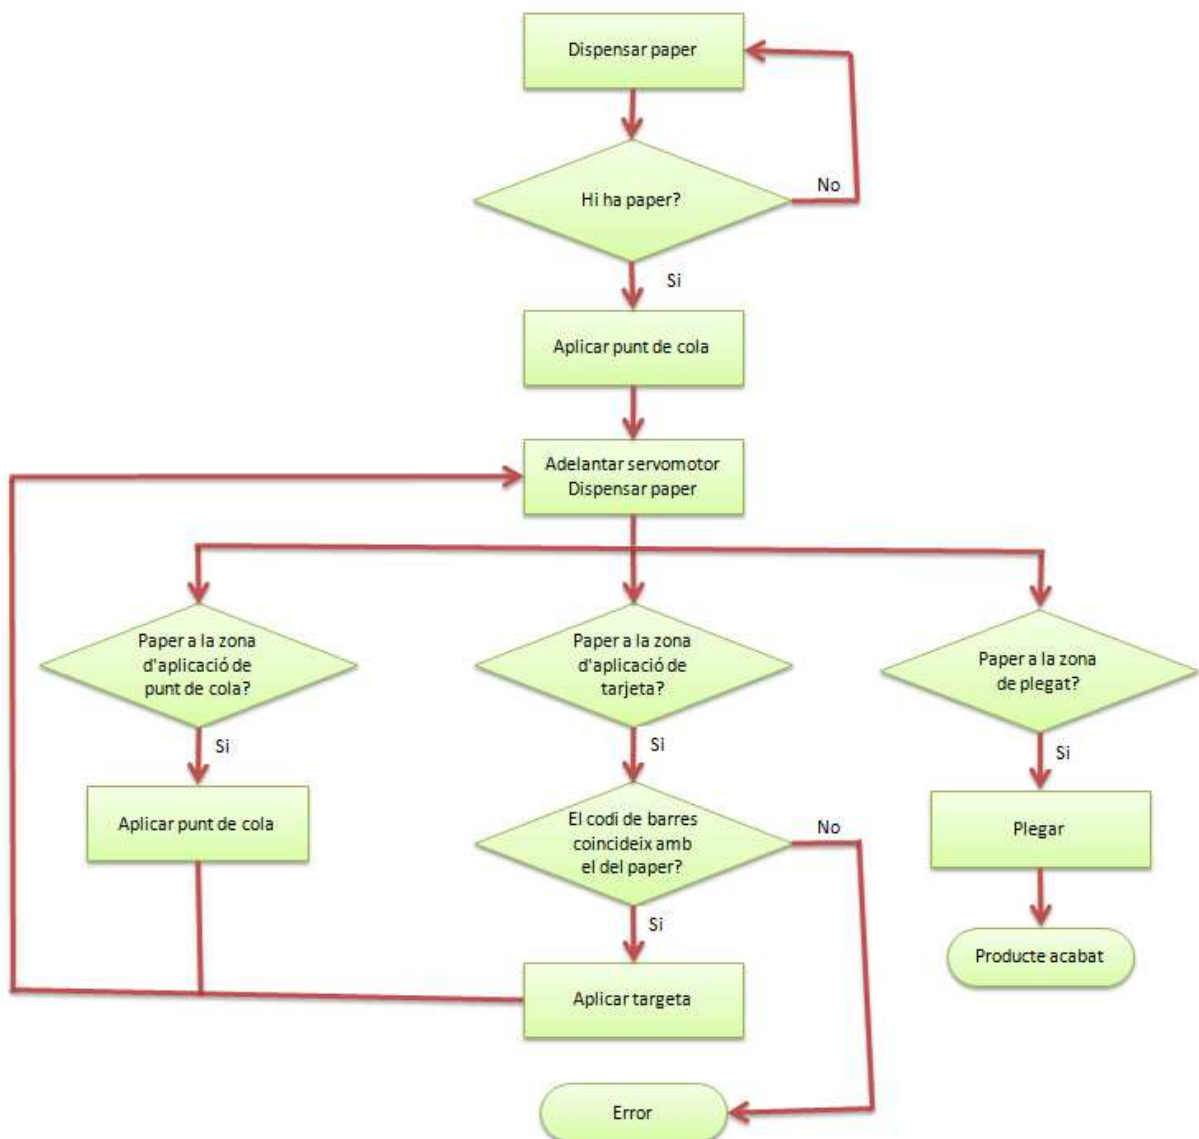 Dispensar paper
Hi ha paper?
No
Si
Aplicar punt de cola
Adelantar servomotor
Dispensar paper
Paper a la zona
d'aplicació de
punt de cola?
Paper a la zona
d'aplicació de
tarjeta?
Paper a la zona
de plegat?
Si
Si
Si
Aplicar punt de cola
El codi de barres
coincideix amb
el del paper?
No
Plegar
Si
Producte acabat
Aplicar targeta
Error